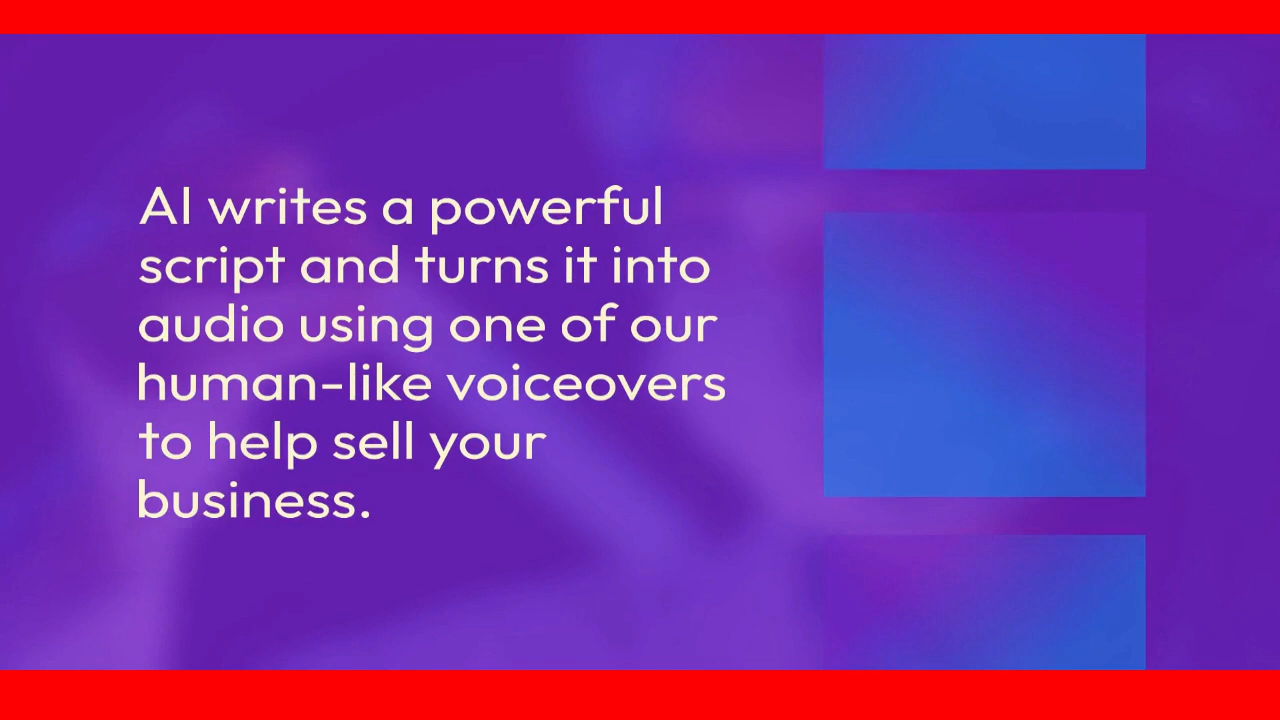 AI writes a powerful
script and turns it into
audio using one of our
human-like voiceovers
to help sell your
business.